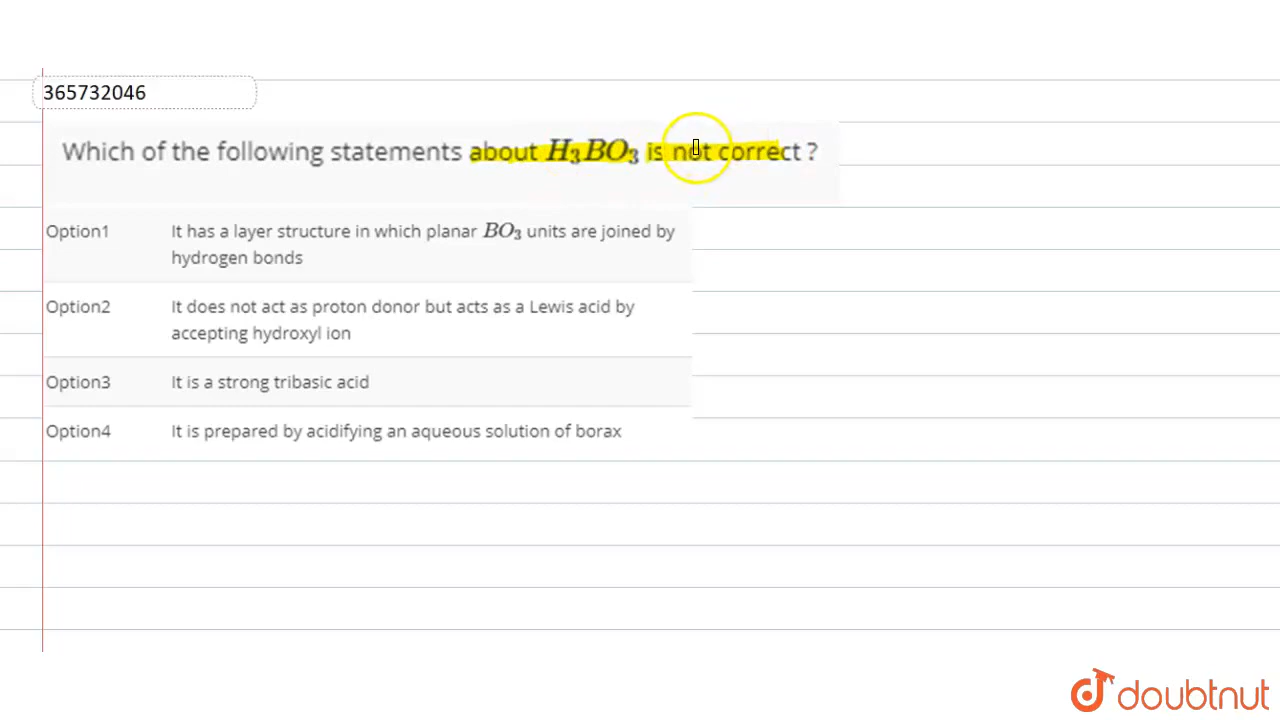 365732046
Which of the following statements about H₃BO₃ is not correct ?
Option1 It has a layer structure in which planar BO₃ units are joined by
hydrogen bonds
Option2 It does not act as proton donor but acts as a Lewis acid by
accepting hydroxyl ion
Option3 It is a strong tribasic acid
Option4 It is prepared by acidifying an aqueous solution of borax
doubtnut